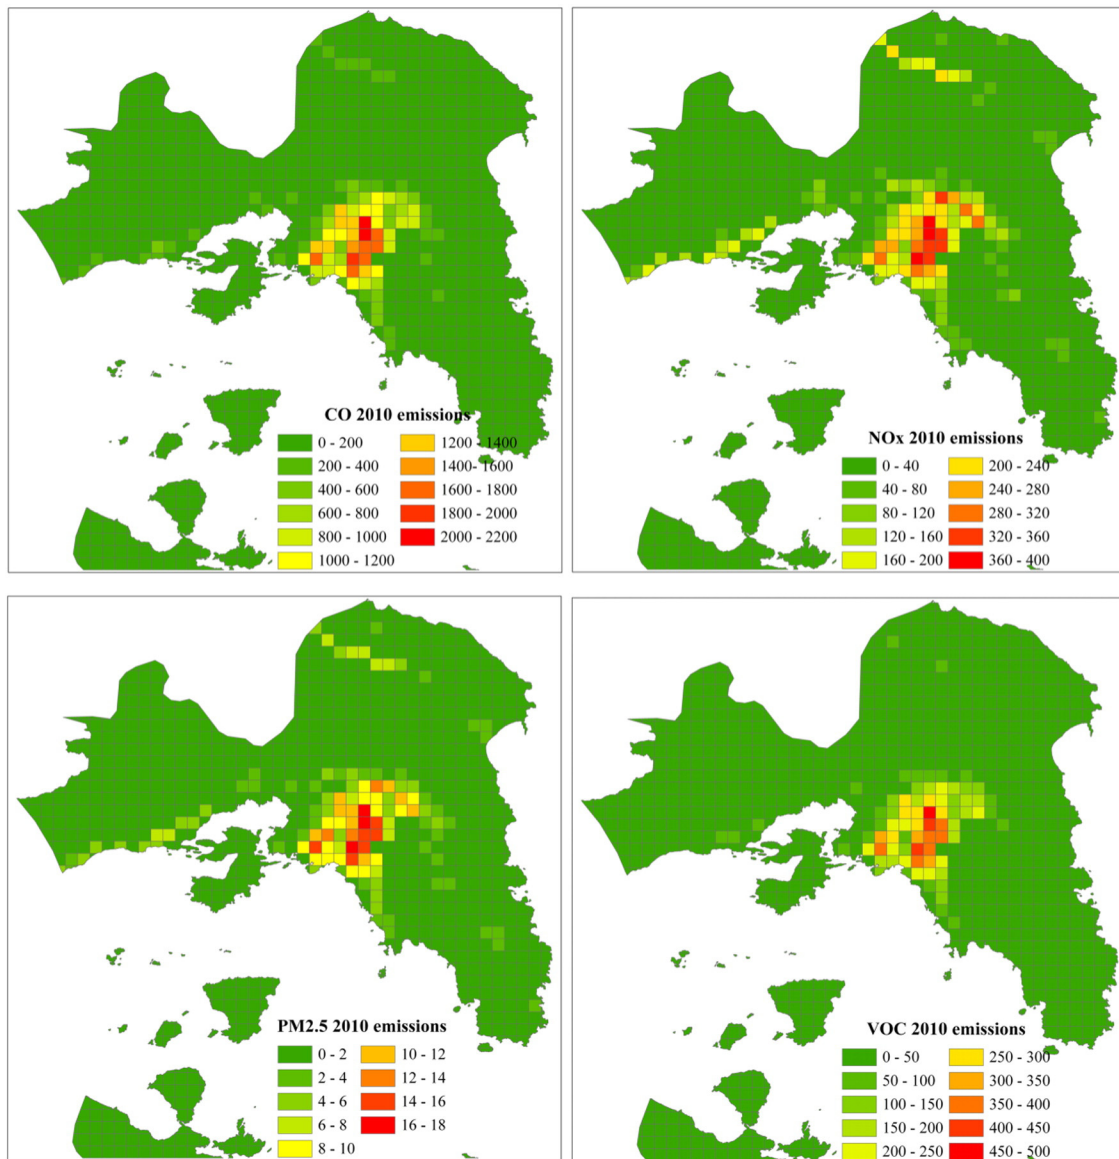 CO 2010 emissions
0 - 200 1200 - 1400
200 - 400 1400 - 1600
400 - 600 1600 - 1800
600 - 800 1800 - 2000
800 - 1000 2000 - 2200
1000 - 1200
NOx 2010 emissions
0 - 40 200 - 240
40 - 80 240 - 280
80 - 120 280 - 320
120 - 160 320 - 360
160 - 200 360 - 400
PM2.5 2010 emissions
0 - 2 10 - 12
2 - 4 12 - 14
4 - 6 14 - 16
6 - 8 16 - 18
8 - 10
VOC 2010 emissions
0 - 50 250 - 300
50 - 100 300 - 350
100 - 150 350 - 400
150 - 200 400 - 450
200 - 250 450 - 500